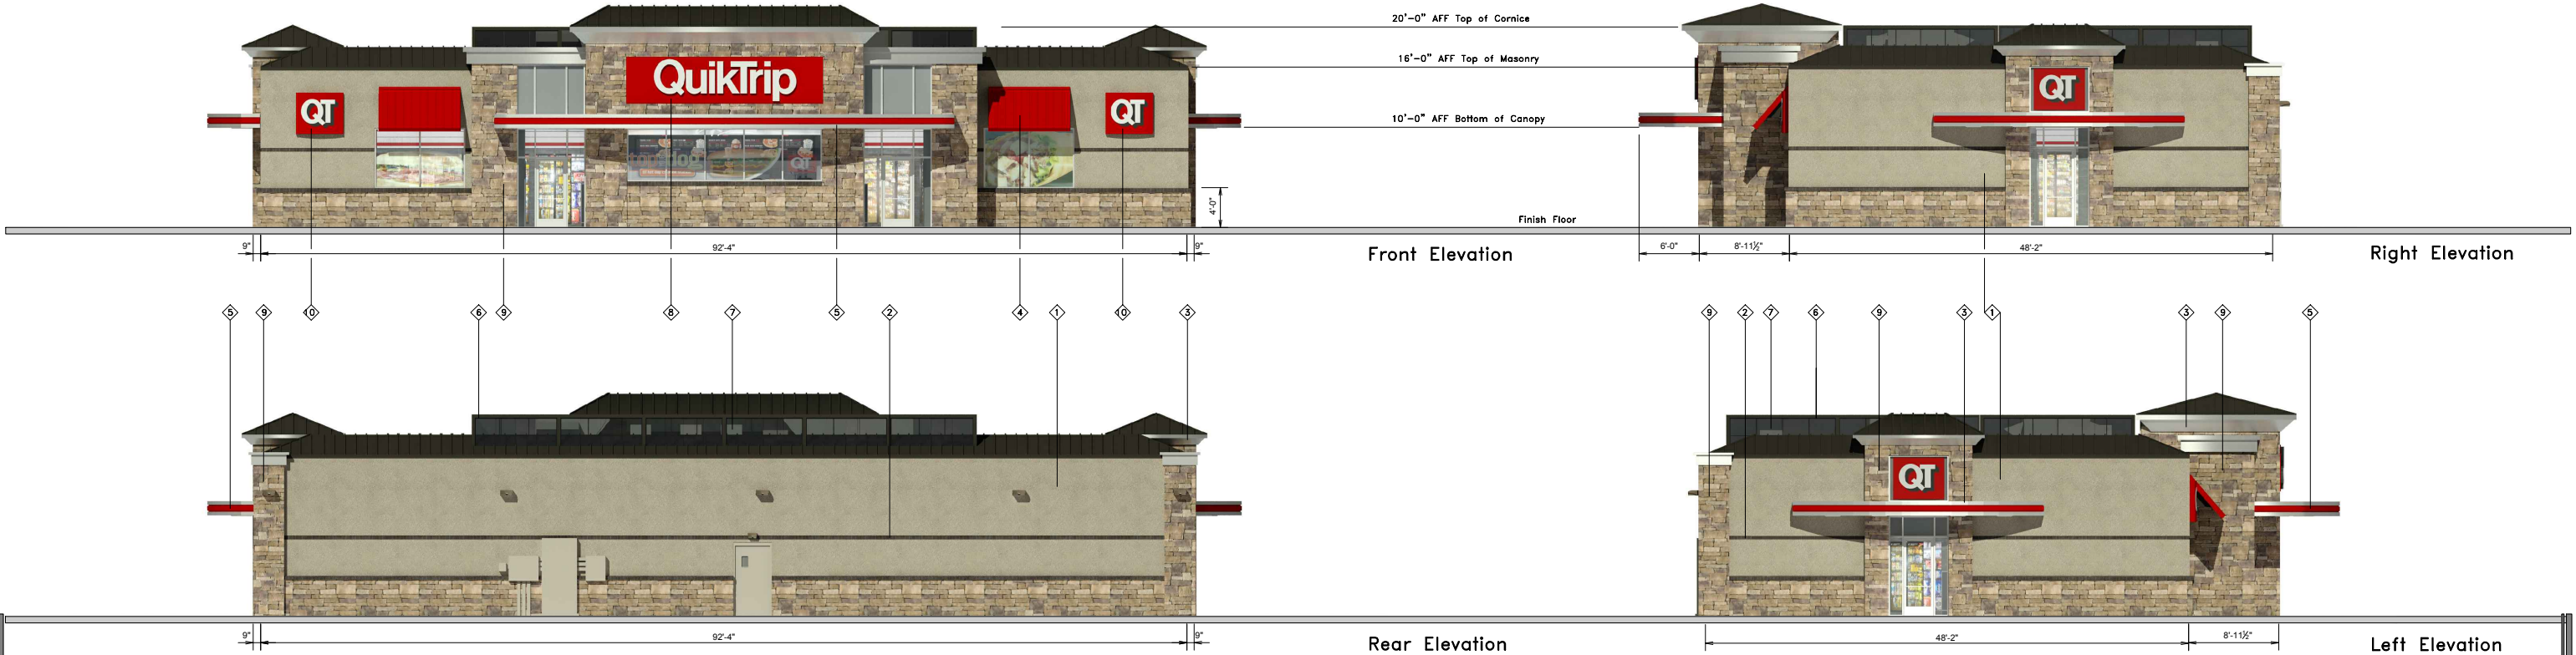 20'-0" AFF Top of Cornice
16'-0" AFF Top of Masonry
QuikTrip
QT
QT
QT
10'-0" AFF Bottom of Canopy
4'-0"
Finish Floor
9"
92'-4"
9"
6'-0"
8'-11½"
48'-2"
Front Elevation
Right Elevation
5 9 10 6 9 8 7 5 2 4 1 10 3
9 2 7 6 9 3 1 3 9 5
QT
9"
92'-4"
9"
48'-2"
8'-11½"
Rear Elevation
Left Elevation